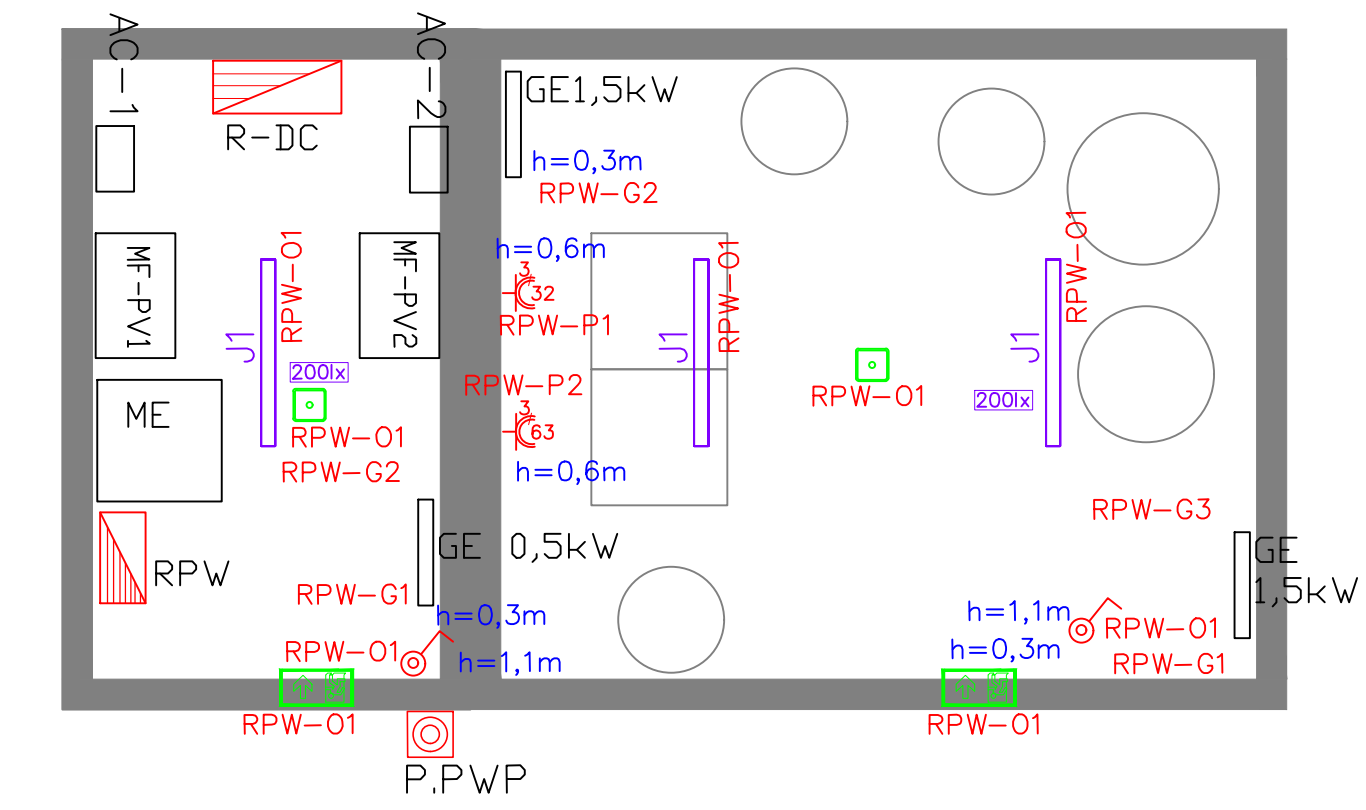 AC-1
AC-2
R-DC
GE1,5kW
h=0,3m
RPW-G2
MF-PV1
RPW-O1
J1
MF-PV2
200lx
ME
RPW-O1
RPW-G2
RPW
GE 0,5kW
RPW-G1
h=0,3m
RPW-O1
h=1,1m
RPW-O1
P.PWP
h=0,6m
3
32
RPW-P1
RPW-P2
3
63
h=0,6m
J1
RPW-O1
RPW-O1
J1
RPW-O1
200lx
RPW-G3
GE
1,5kW
h=1,1m
RPW-O1
h=0,3m
RPW-G1
RPW-O1